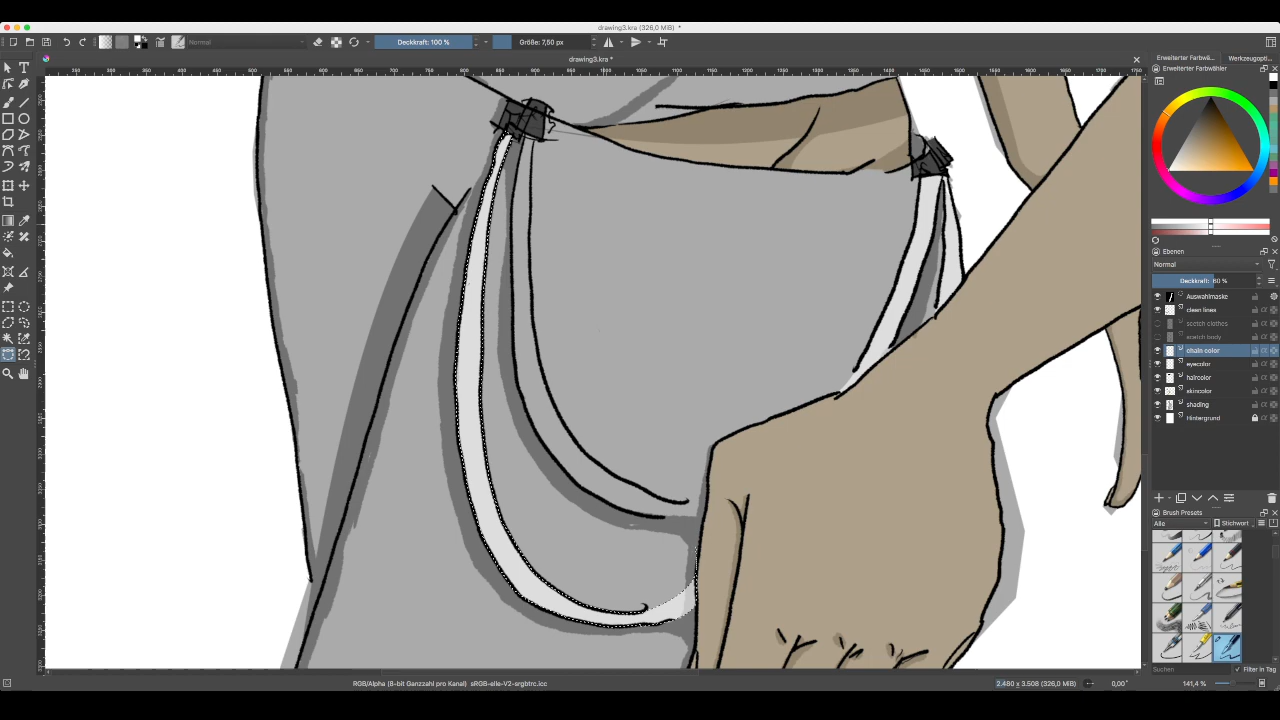 drawing3.kra (326,0 MiB) *
Normal
Deckkraft: 100 %
Größe: 7,50 px
drawing3.kra *
Erweiterter Farbwä...
Werkzeugopti...
Erweiterter Farbwähler
Ebenen
Normal
Deckkraft: 60 %
Auswahlmaske
clean lines
scetch clothes
scetch body
chain color
eyecolor
haircolor
skincolor
shading
Hintergrund
Brush Presets
Alle
Stichwort
Suchen
Filter in Tag
RGB/Alpha (8-bit Ganzzahl pro Kanal) sRGB-elle-V2-srgbtrc.icc
2.480 x 3.508 (326,0 MiB)
0,00°
141,4 %